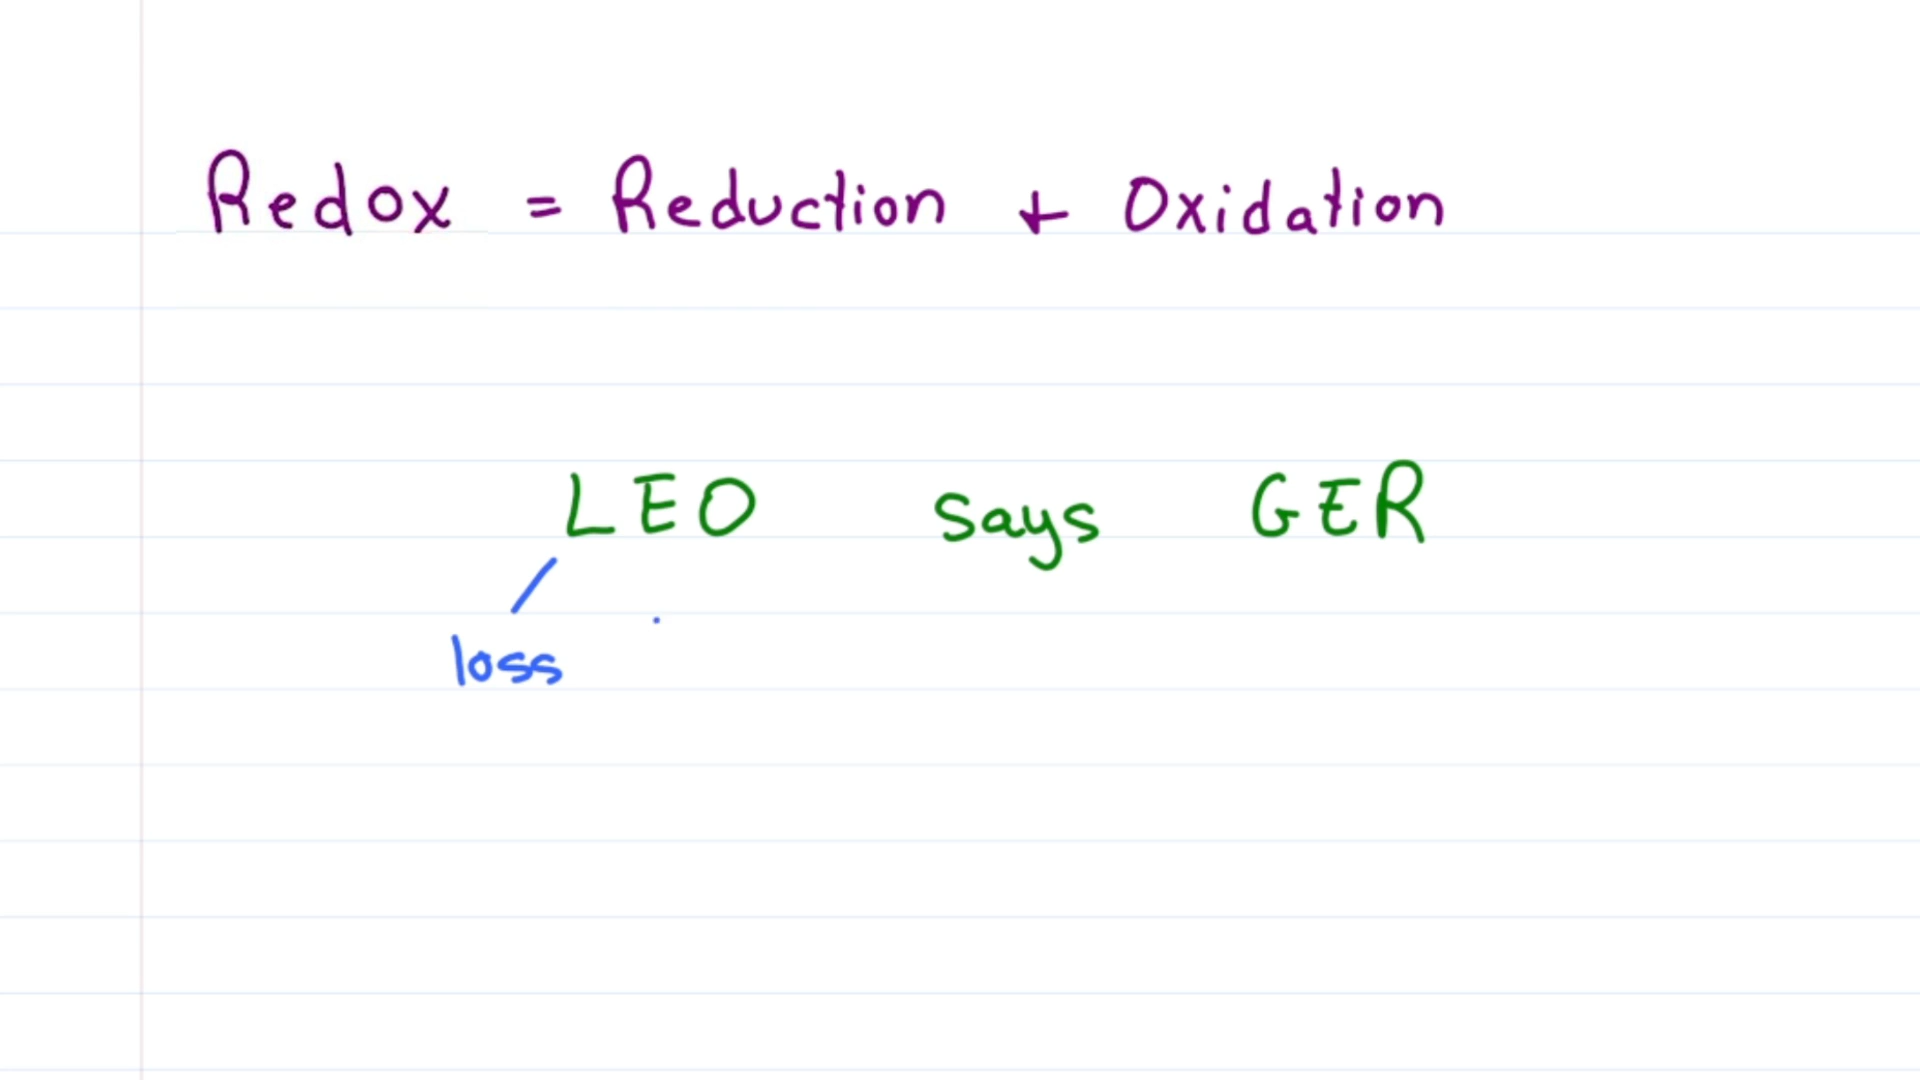 Redox = Reduction + Oxidation
LEO says GER
loss